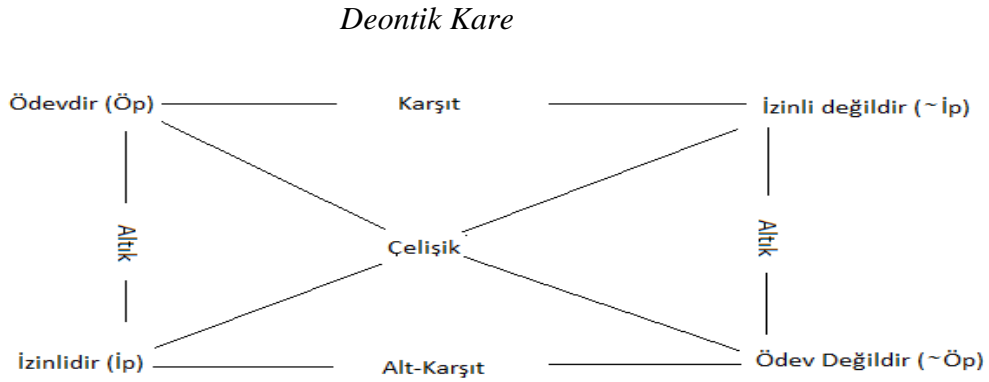 Deontik Kare
Ödevdir (Öp)
Karşıt
İzinli değildir (~İp)
Altık
Altık
Çelişik
İzinlidir (İp)
Alt-Karşıt
Ödev Değildir (~Öp)